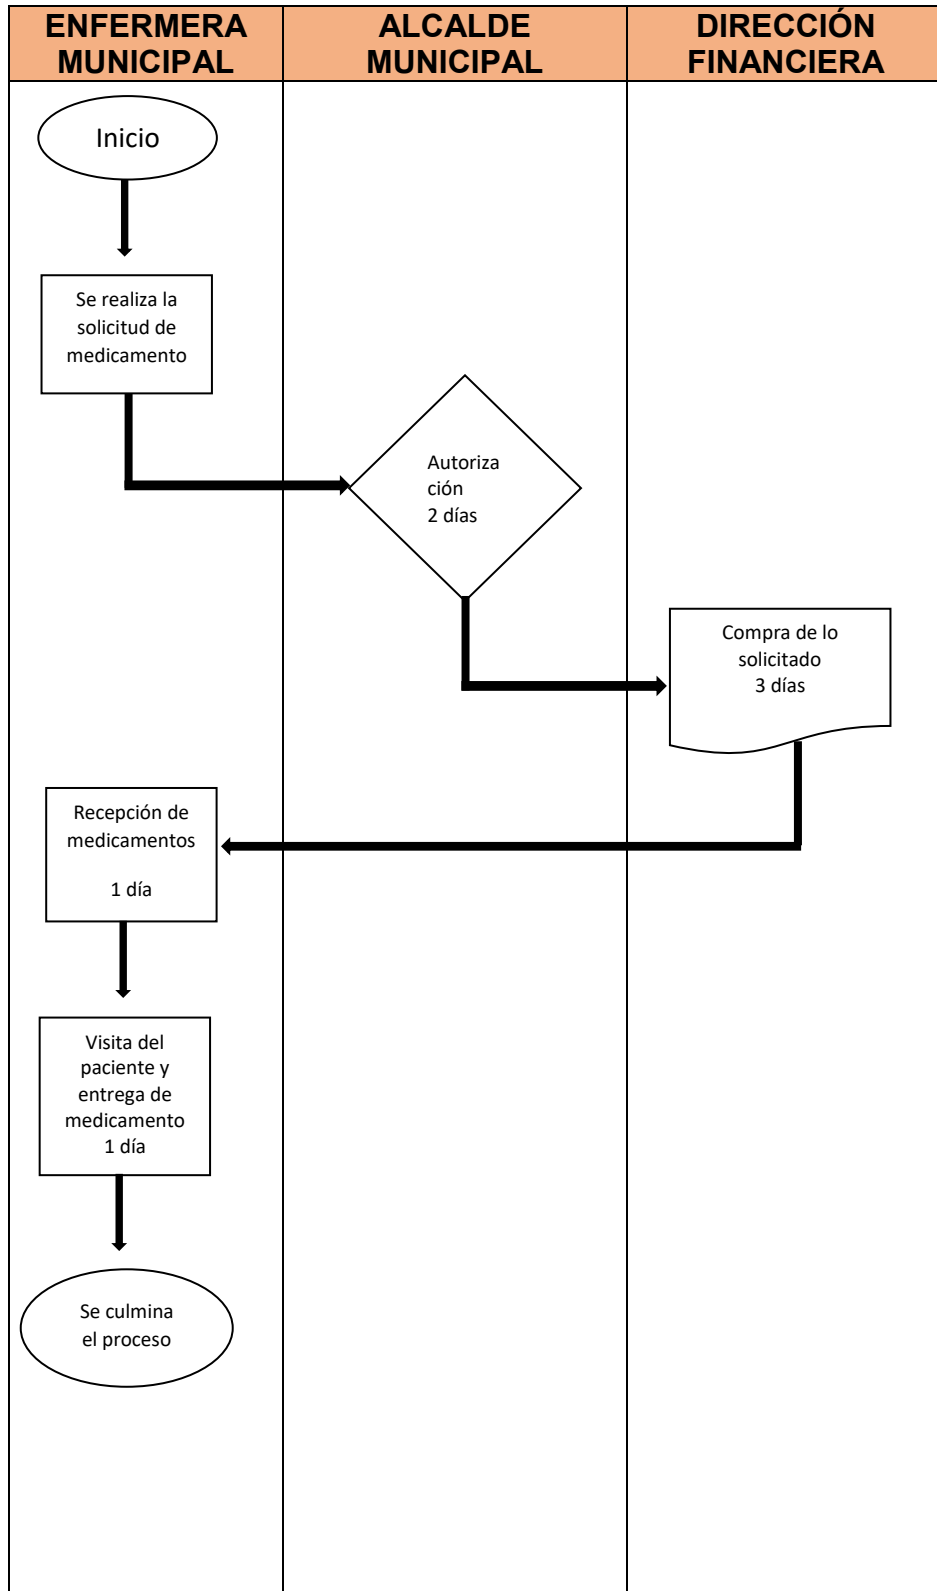 ENFERMERA
MUNICIPAL
ALCALDE
MUNICIPAL
DIRECCIÓN
FINANCIERA
Inicio
Se realiza la
solicitud de
medicamento
Autoriza
ción
2 días
Compra de lo
solicitado
3 días
Recepción de
medicamentos
1 día
Visita del
paciente y
entrega de
medicamento
1 día
Se culmina
el proceso